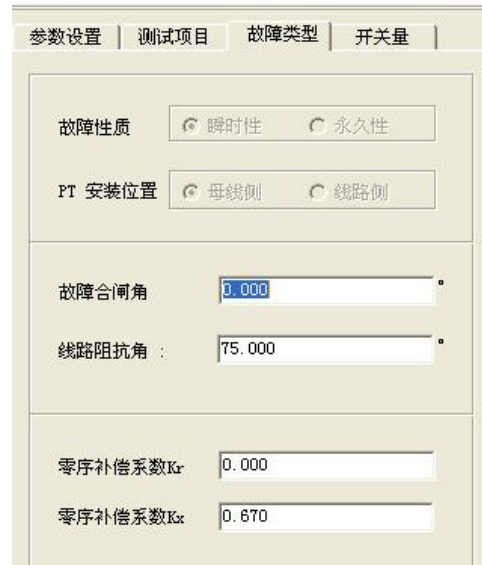 参数设置 测试项目 故障类型 开关量
故障性质 瞬时性 永久性
PT 安装位置 母线侧 线路侧
故障合闸角 0.000 °
线路阻抗角 : 75.000 °
零序补偿系数Kr 0.000
零序补偿系数Kx 0.670